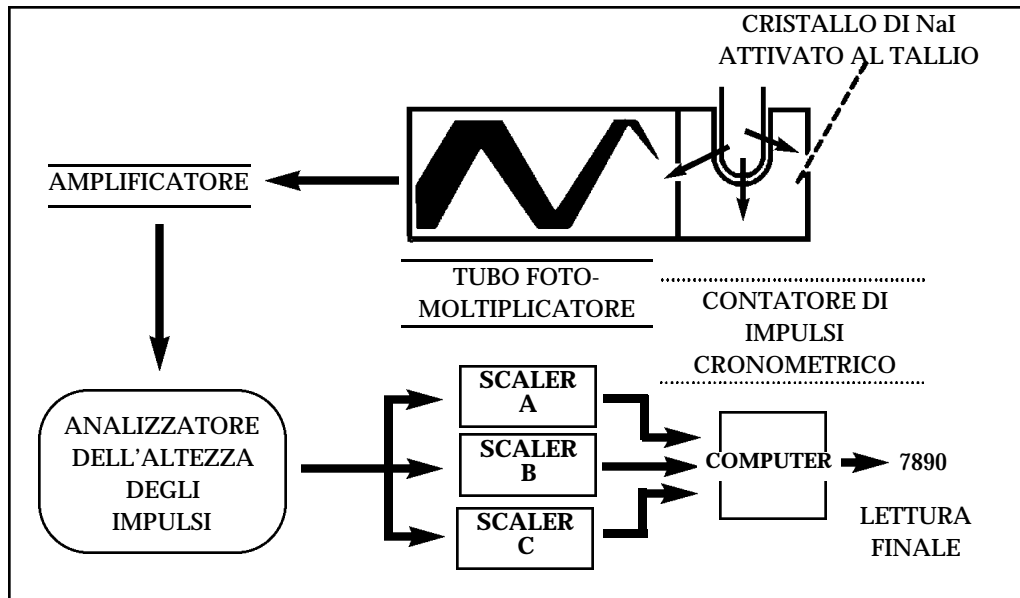 CRISTALLO DI NaI
ATTIVATO AL TALLIO
AMPLIFICATORE
TUBO FOTO-
MOLTIPLICATORE
CONTATORE DI
IMPULSI
CRONOMETRICO
ANALIZZATORE
DELL'ALTEZZA
DEGLI
IMPULSI
SCALER
A
SCALER
B
SCALER
C
COMPUTER
7890
LETTURA
FINALE